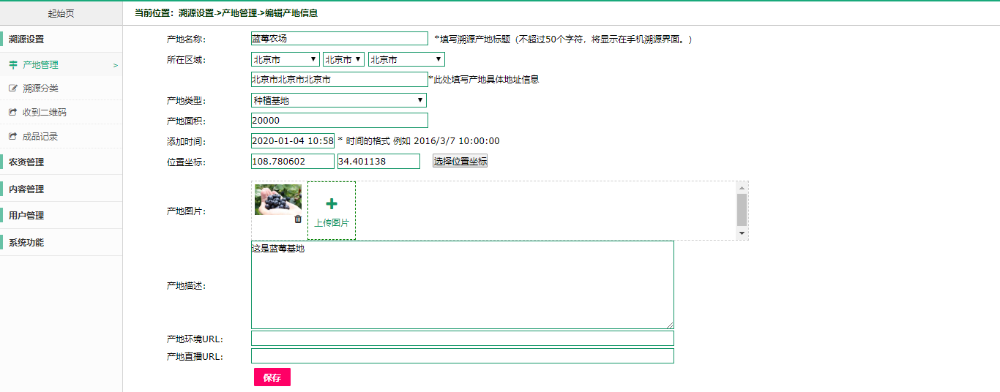 起始页
当前位置：溯源设置->产地管理->编辑产地信息
溯源设置
产地管理 >
溯源分类
收到二维码
成品记录
农资管理
内容管理
用户管理
系统功能
产地名称： 蓝莓农场 *填写溯源产地标题（不超过50个字符，将显示在手机溯源界面。）
所在区域： 北京市 北京市 北京市
北京市北京市北京市 *此处填写产地具体地址信息
产地类型： 种植基地
产地面积： 20000
添加时间： 2020-01-04 10:58 * 时间的格式 例如 2016/3/7 10:00:00
位置坐标： 108.780602 34.401138 选择位置坐标
产地图片： 上传图片
产地描述： 这是蓝莓基地
产地环境URL：
产地直播URL：
保存